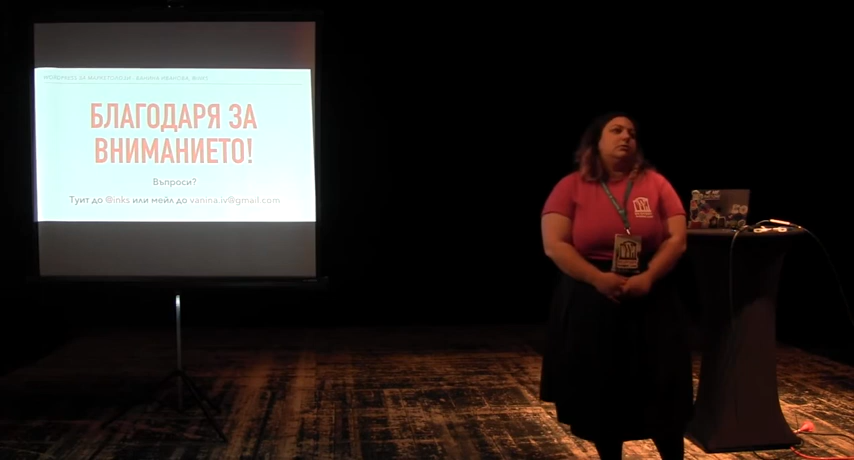 WORDPRESS ЗА МАРКЕТОЛОЗИ - ВАНИНА ИВАНОВА, @INKS
БЛАГОДАРЯ ЗА
ВНИМАНИЕТО!
Въпроси?
Туит до @inks или мейл до vanina.iv@gmail.com